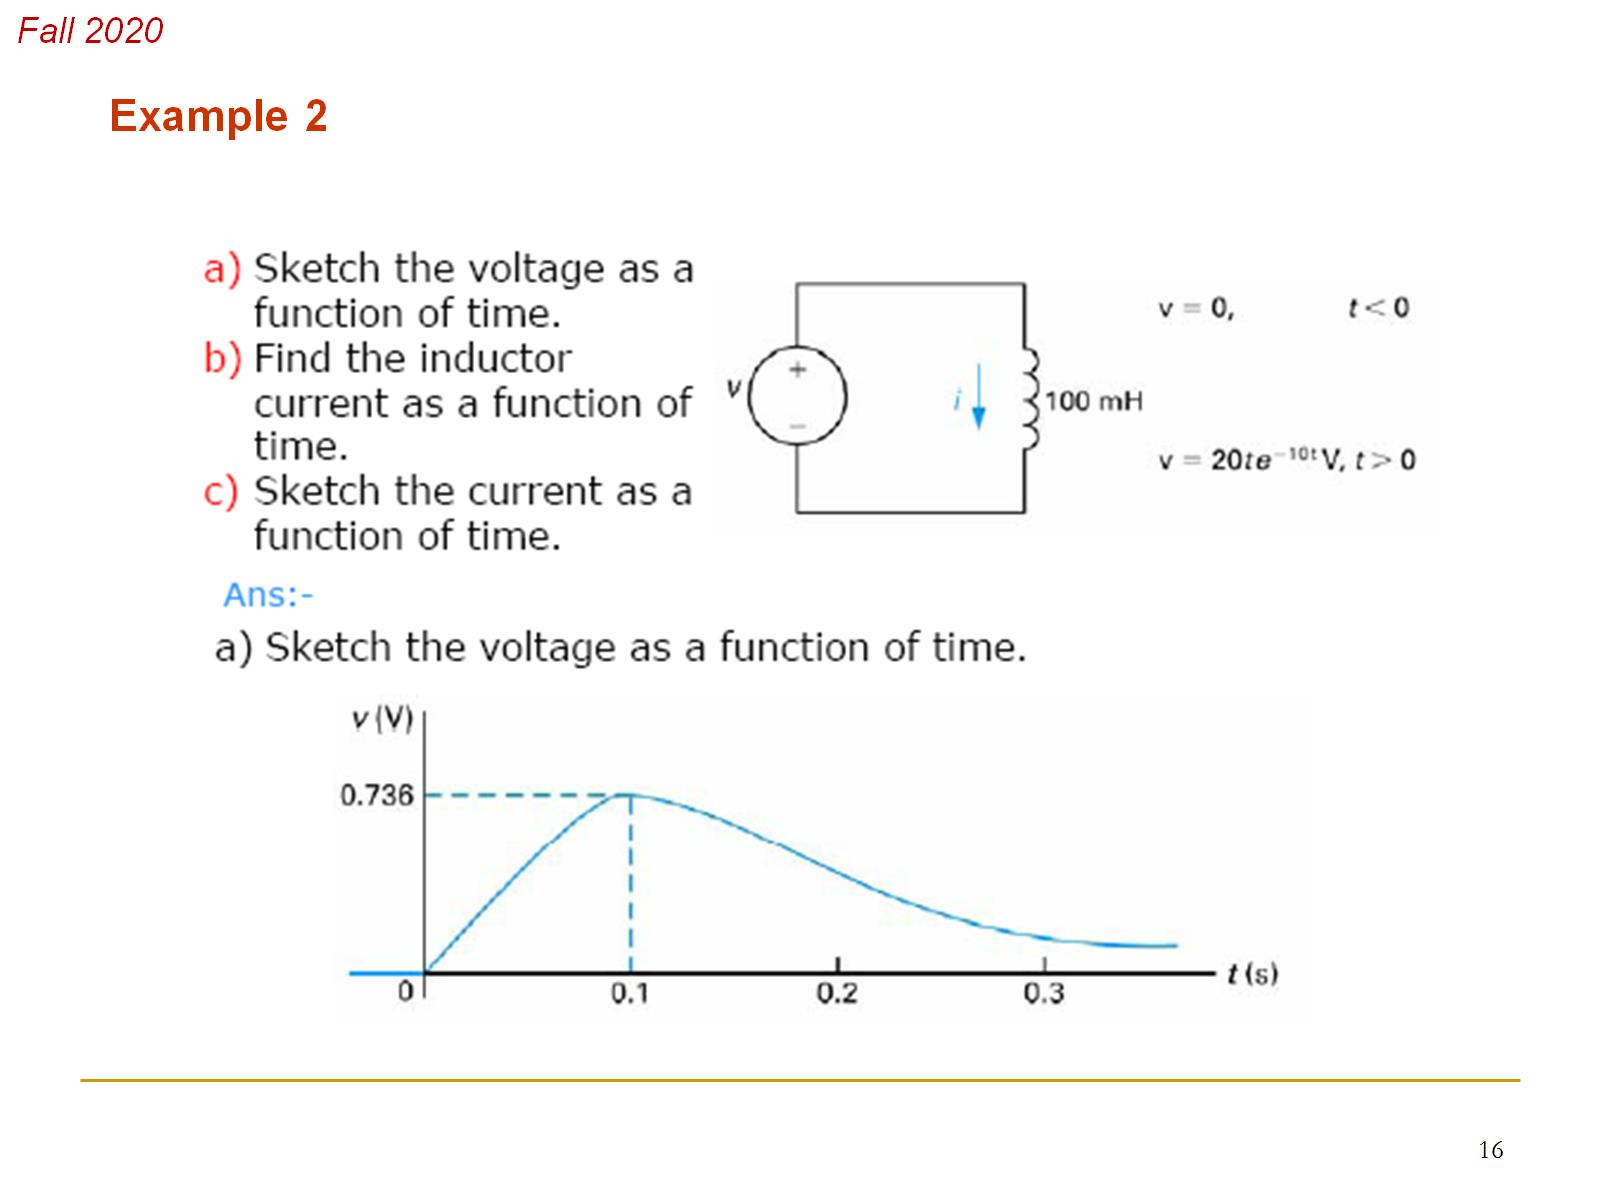 Fall 2020
Example 2
a) Sketch the voltage as a
function of time.
b) Find the inductor
current as a function of
time.
c) Sketch the current as a
function of time.
v
+
−
i
100 mH
v = 0, t < 0
v = 20te⁻¹⁰ᵗ V, t > 0
Ans:-
a) Sketch the voltage as a function of time.
v (V)
0.736
0
0.1
0.2
0.3
t (s)
16